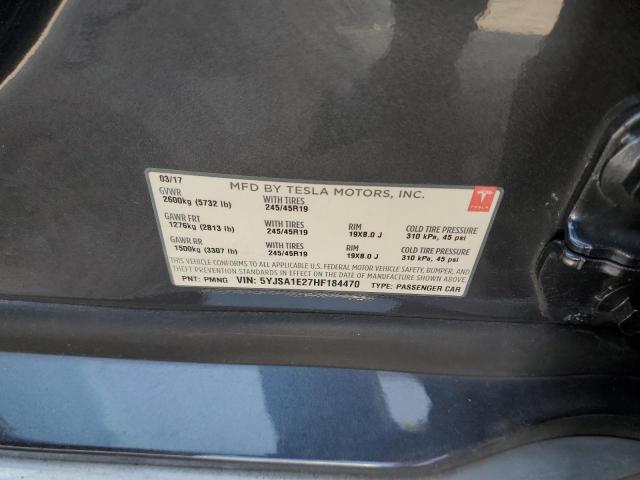 03/17 MFD BY TESLA MOTORS, INC. TESLA
GVWR WITH TIRES
2600kg (5732 lb) 245/45R19
GAWR FRT WITH TIRES RIM COLD TIRE PRESSURE
1276kg (2813 lb) 245/45R19 19X8.0 J 310 kPa, 45 psi
GAWR RR WITH TIRES RIM COLD TIRE PRESSURE
1500kg (3307 lb) 245/45R19 19X8.0 J 310 kPa, 45 psi
THIS VEHICLE CONFORMS TO ALL APPLICABLE U.S. FEDERAL MOTOR VEHICLE SAFETY, BUMPER, AND
THEFT PREVENTION STANDARDS IN EFFECT ON THE DATE OF MANUFACTURE SHOWN ABOVE.
PNT: PMNG VIN: 5YJSA1E27HF184470 TYPE: PASSENGER CAR